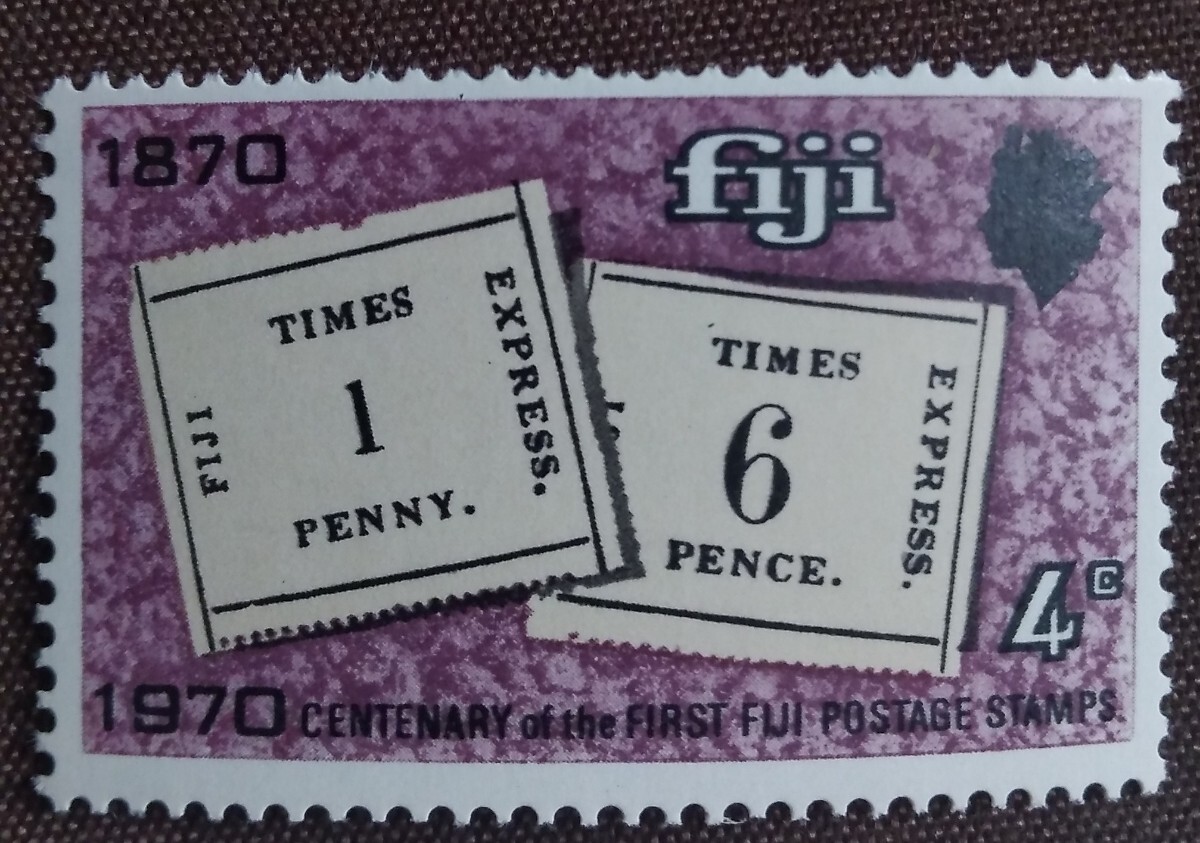 1870
fiji
TIMES
EXPRESS.
1
FIJI
PENNY.
TIMES
EXPRESS.
6
PENCE.
4c
1970 CENTENARY of the FIRST FIJI POSTAGE STAMPS